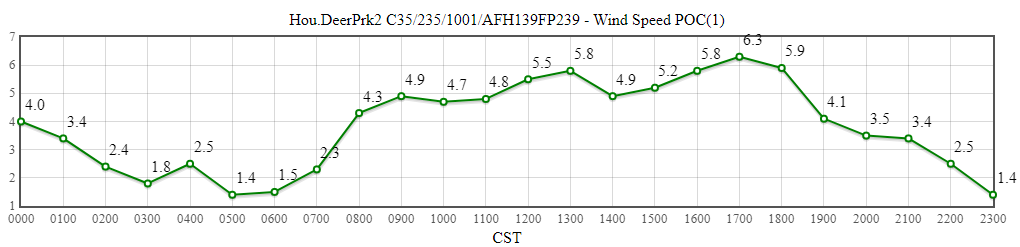 Hou.DeerPrk2 C35/235/1001/AFH139FP239 - Wind Speed POC(1)
7
6
5
4
3
2
1
4.0 3.4 2.4 1.8 2.5 1.4 1.5 2.3 4.3 4.9 4.7 4.8 5.5 5.8 4.9 5.2 5.8 6.3 5.9 4.1 3.5 3.4 2.5 1.4
0000 0100 0200 0300 0400 0500 0600 0700 0800 0900 1000 1100 1200 1300 1400 1500 1600 1700 1800 1900 2000 2100 2200 2300
CST